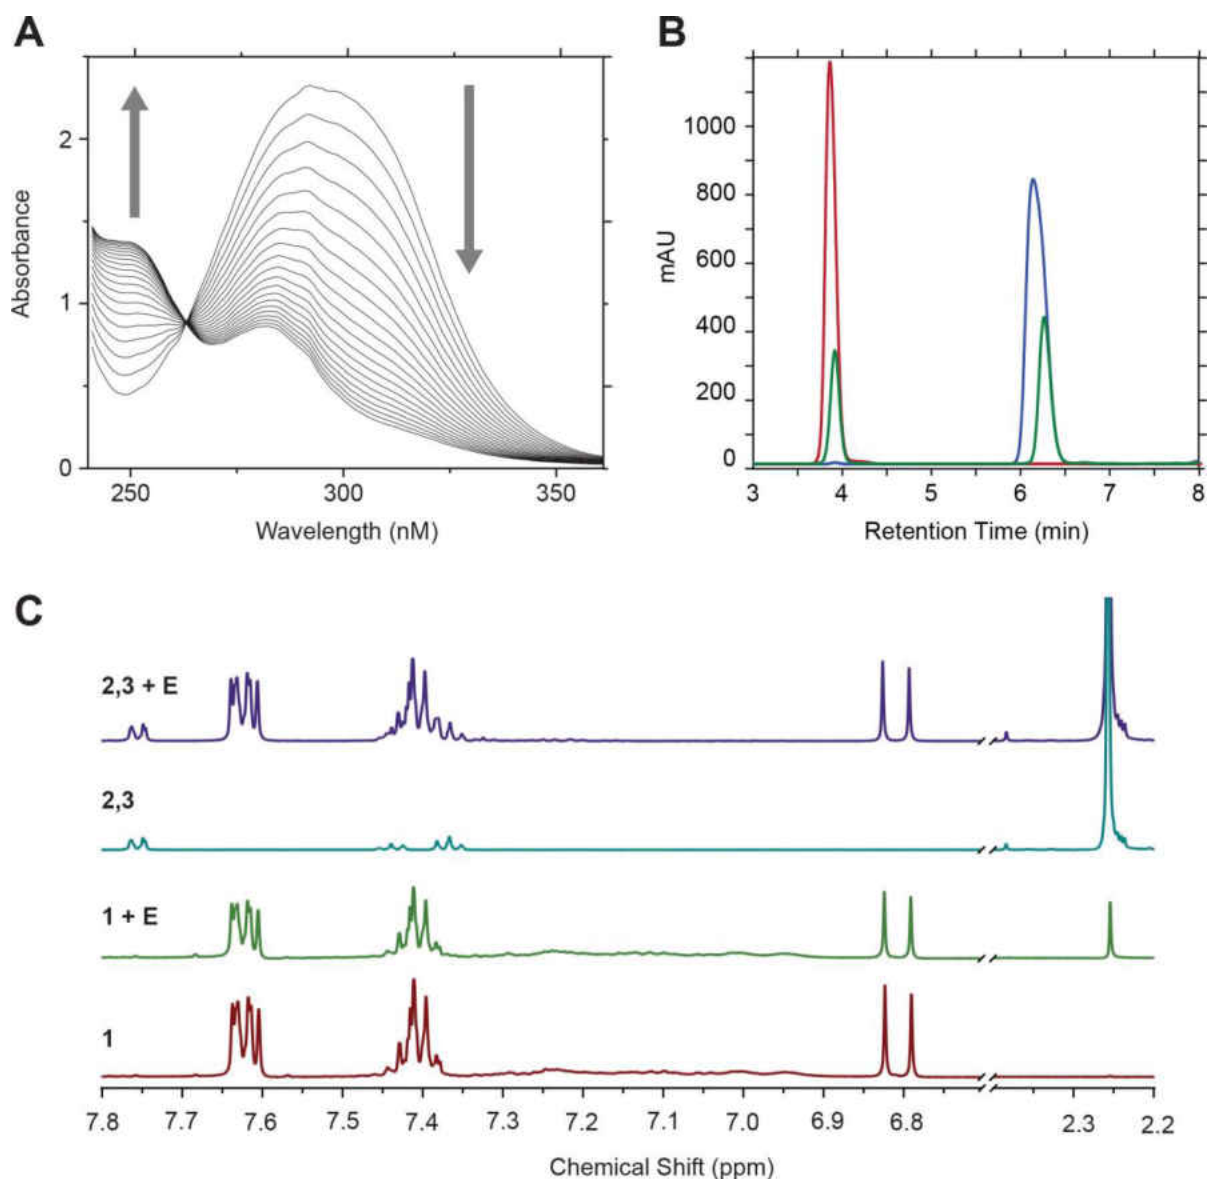 A
2
1
0
Absorbance
250 300 350
Wavelength (nM)
B
1000
800
600
400
200
0
mAU
3 4 5 6 7 8
Retention Time (min)
C
2,3 + E
2,3
1 + E
1
7.8 7.7 7.6 7.5 7.4 7.3 7.2 7.1 7.0 6.9 6.8 2.3 2.2
Chemical Shift (ppm)